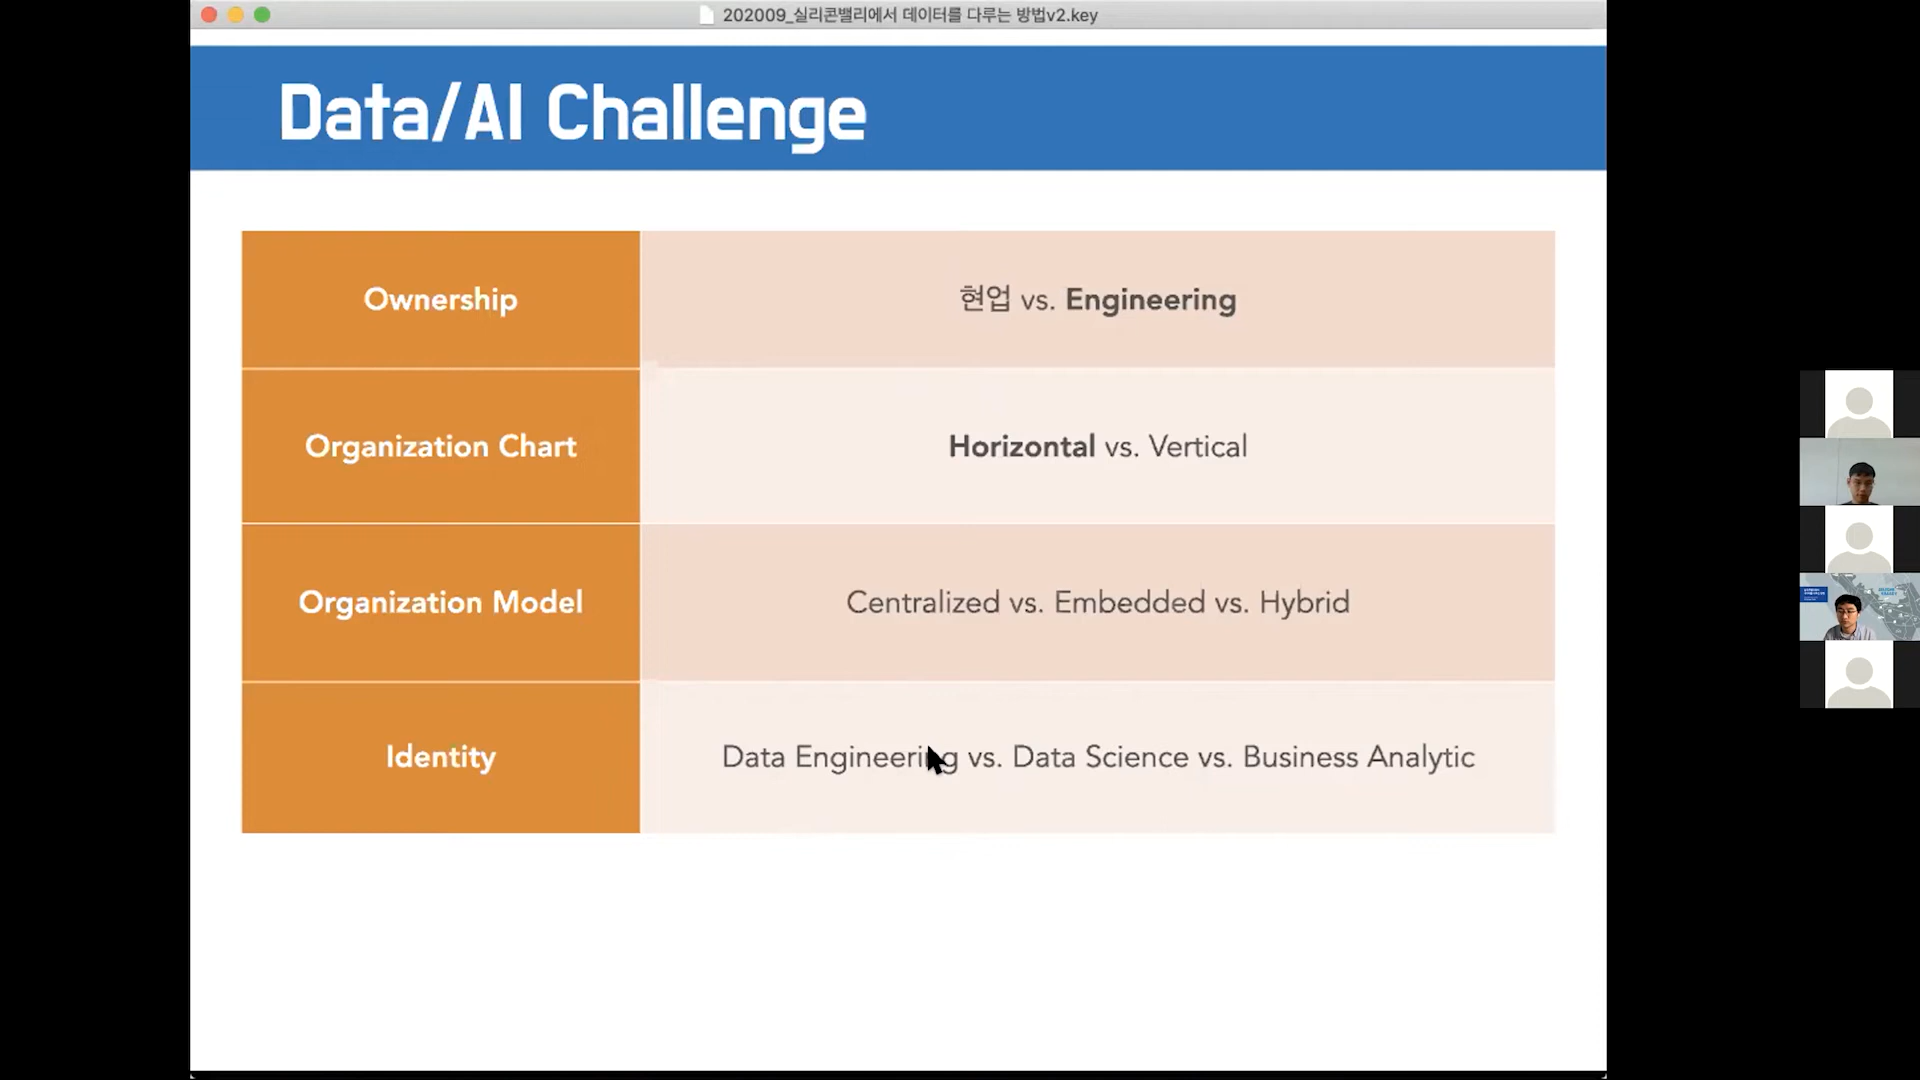 202009_실리콘밸리에서 데이터를 다루는 방법v2.key
Data/AI Challenge
Ownership
현업 vs. Engineering
Organization Chart
Horizontal vs. Vertical
Organization Model
Centralized vs. Embedded vs. Hybrid
Identity
Data Engineering vs. Data Science vs. Business Analytic